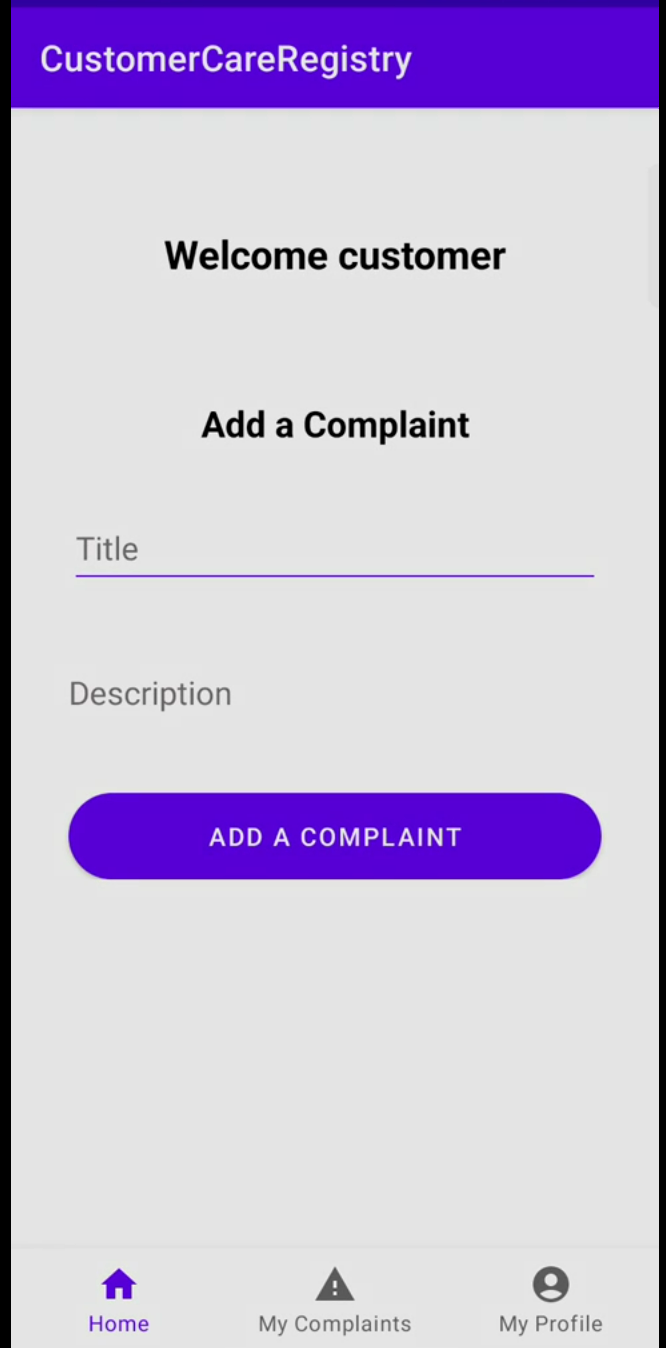 CustomerCareRegistry
Welcome customer
Add a Complaint
Title
Description
ADD A COMPLAINT
Home
My Complaints
My Profile